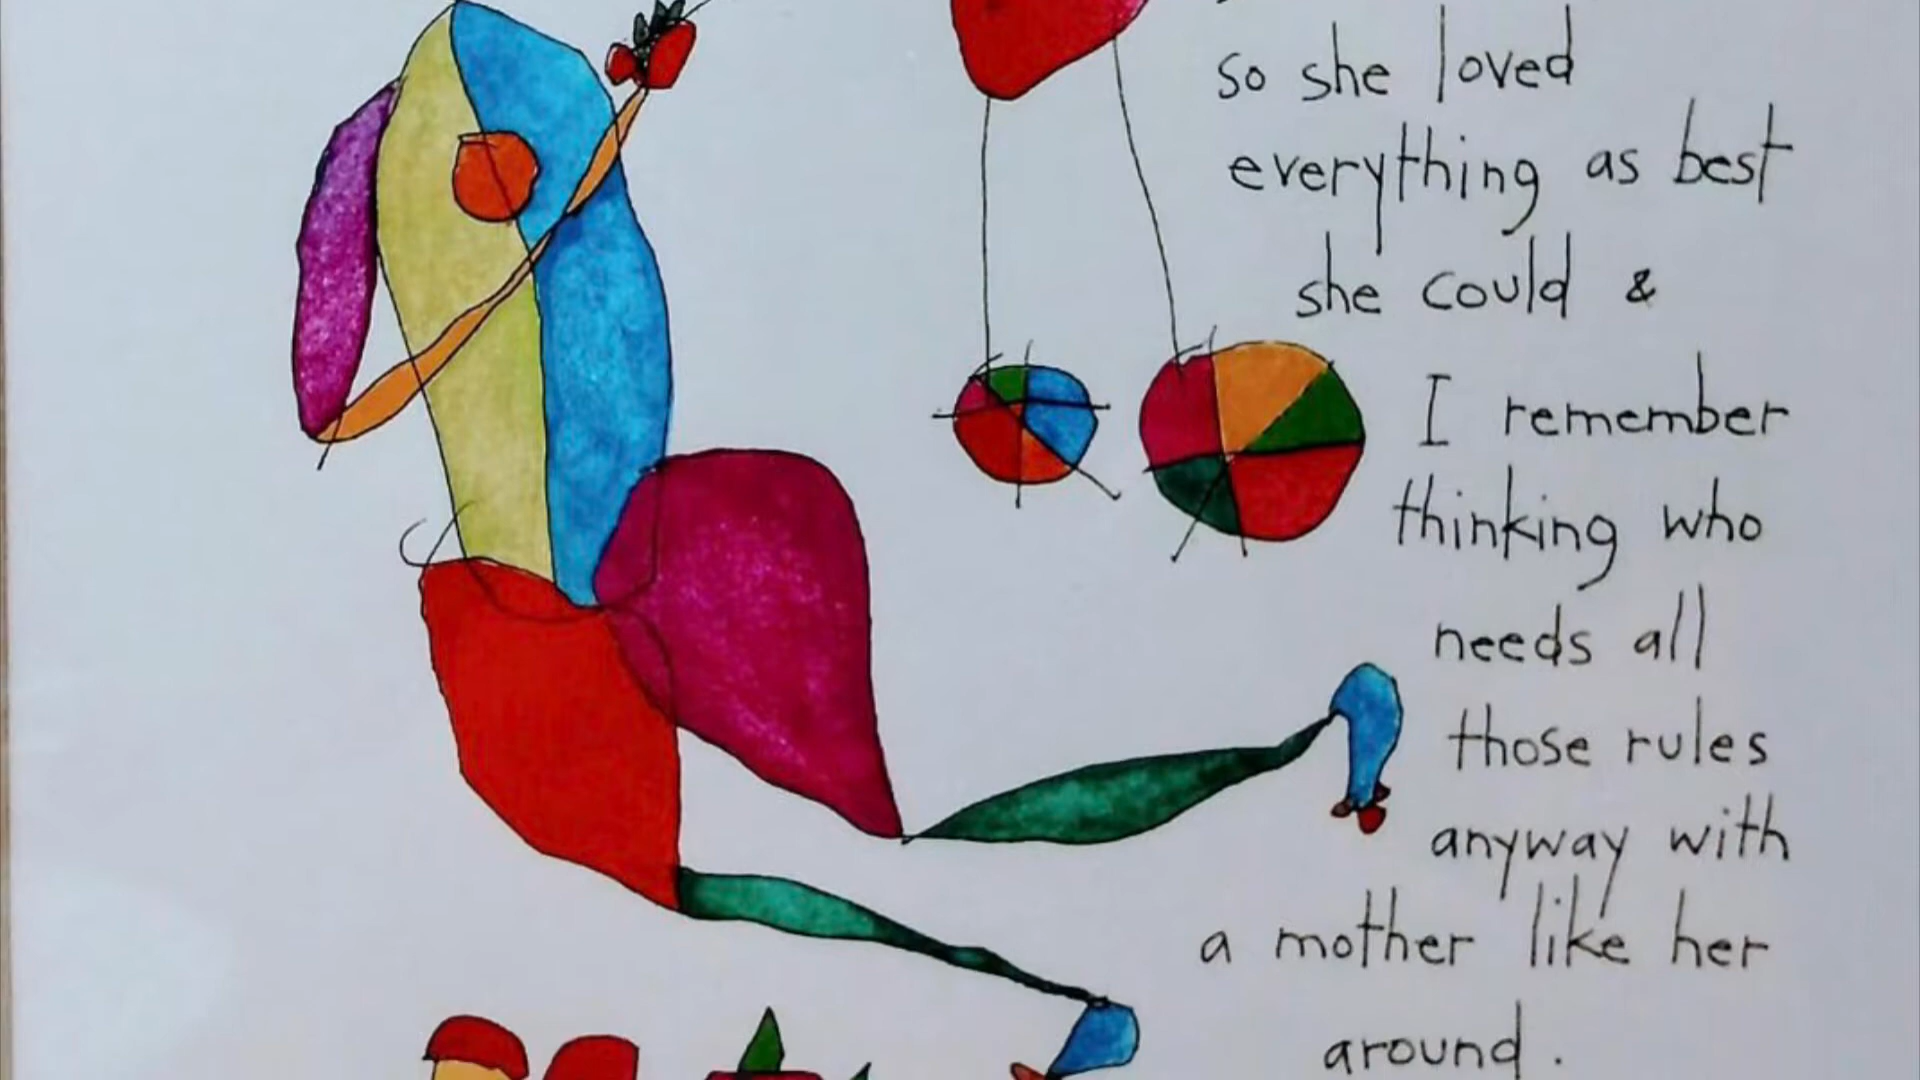 so she loved
everything as best
she could &
I remember
thinking who
needs all
those rules
anyway with
a mother like her
around.